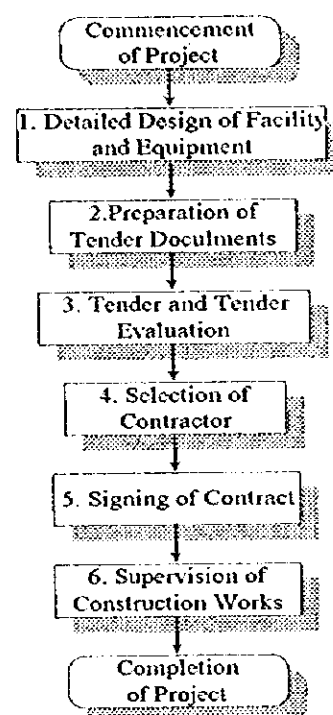 Commencement
of Project
1. Detailed Design of Facility
and Equipment
2.Preparation of
Tender Doculments
3. Tender and Tender
Evaluation
4. Selection of
Contractor
5. Signing of Contract
6. Supervision of
Construction Works
Completion
of Project